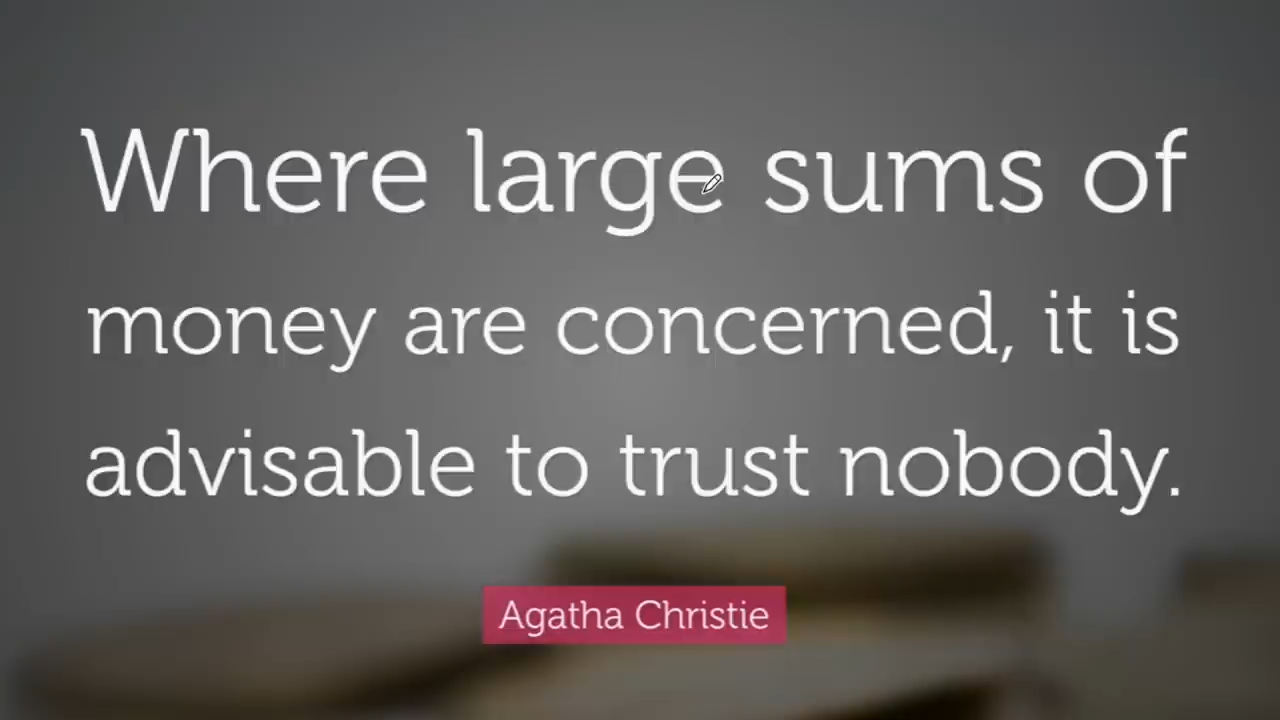 Where large sums of
money are concerned, it is
advisable to trust nobody.
Agatha Christie